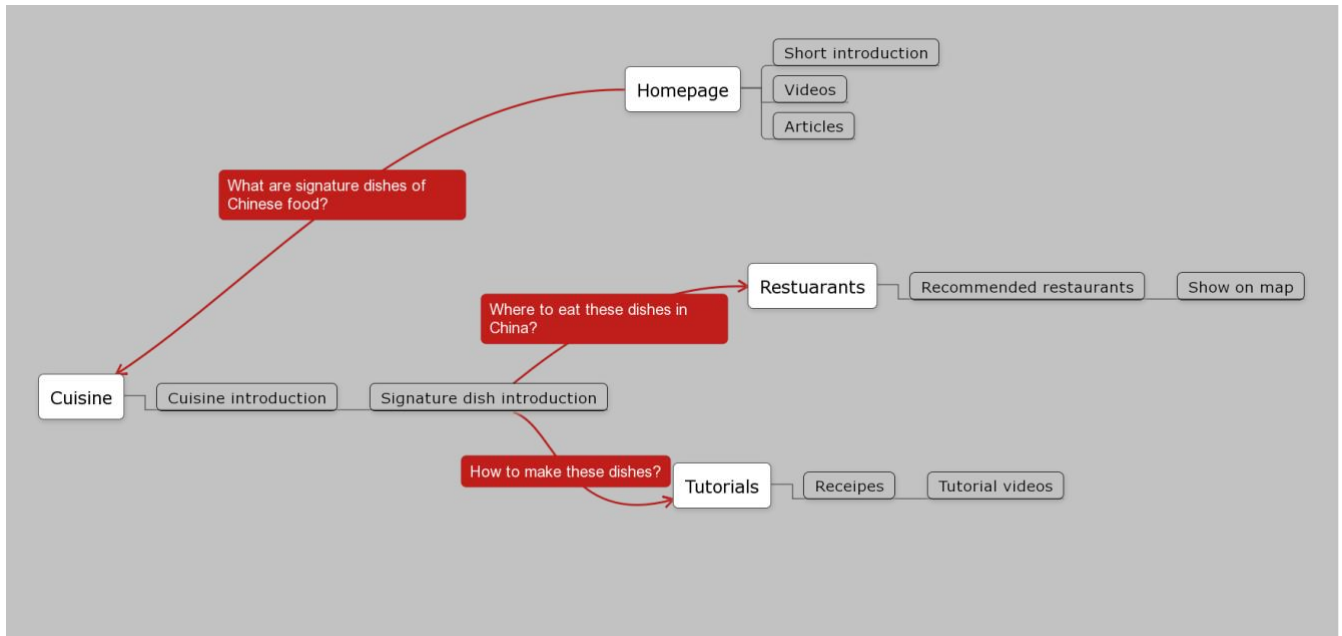 Short introduction
Homepage
Videos
Articles
What are signature dishes of
Chinese food?
Restuarants
Recommended restaurants
Show on map
Where to eat these dishes in
China?
Cuisine
Cuisine introduction
Signature dish introduction
How to make these dishes?
Tutorials
Receipes
Tutorial videos